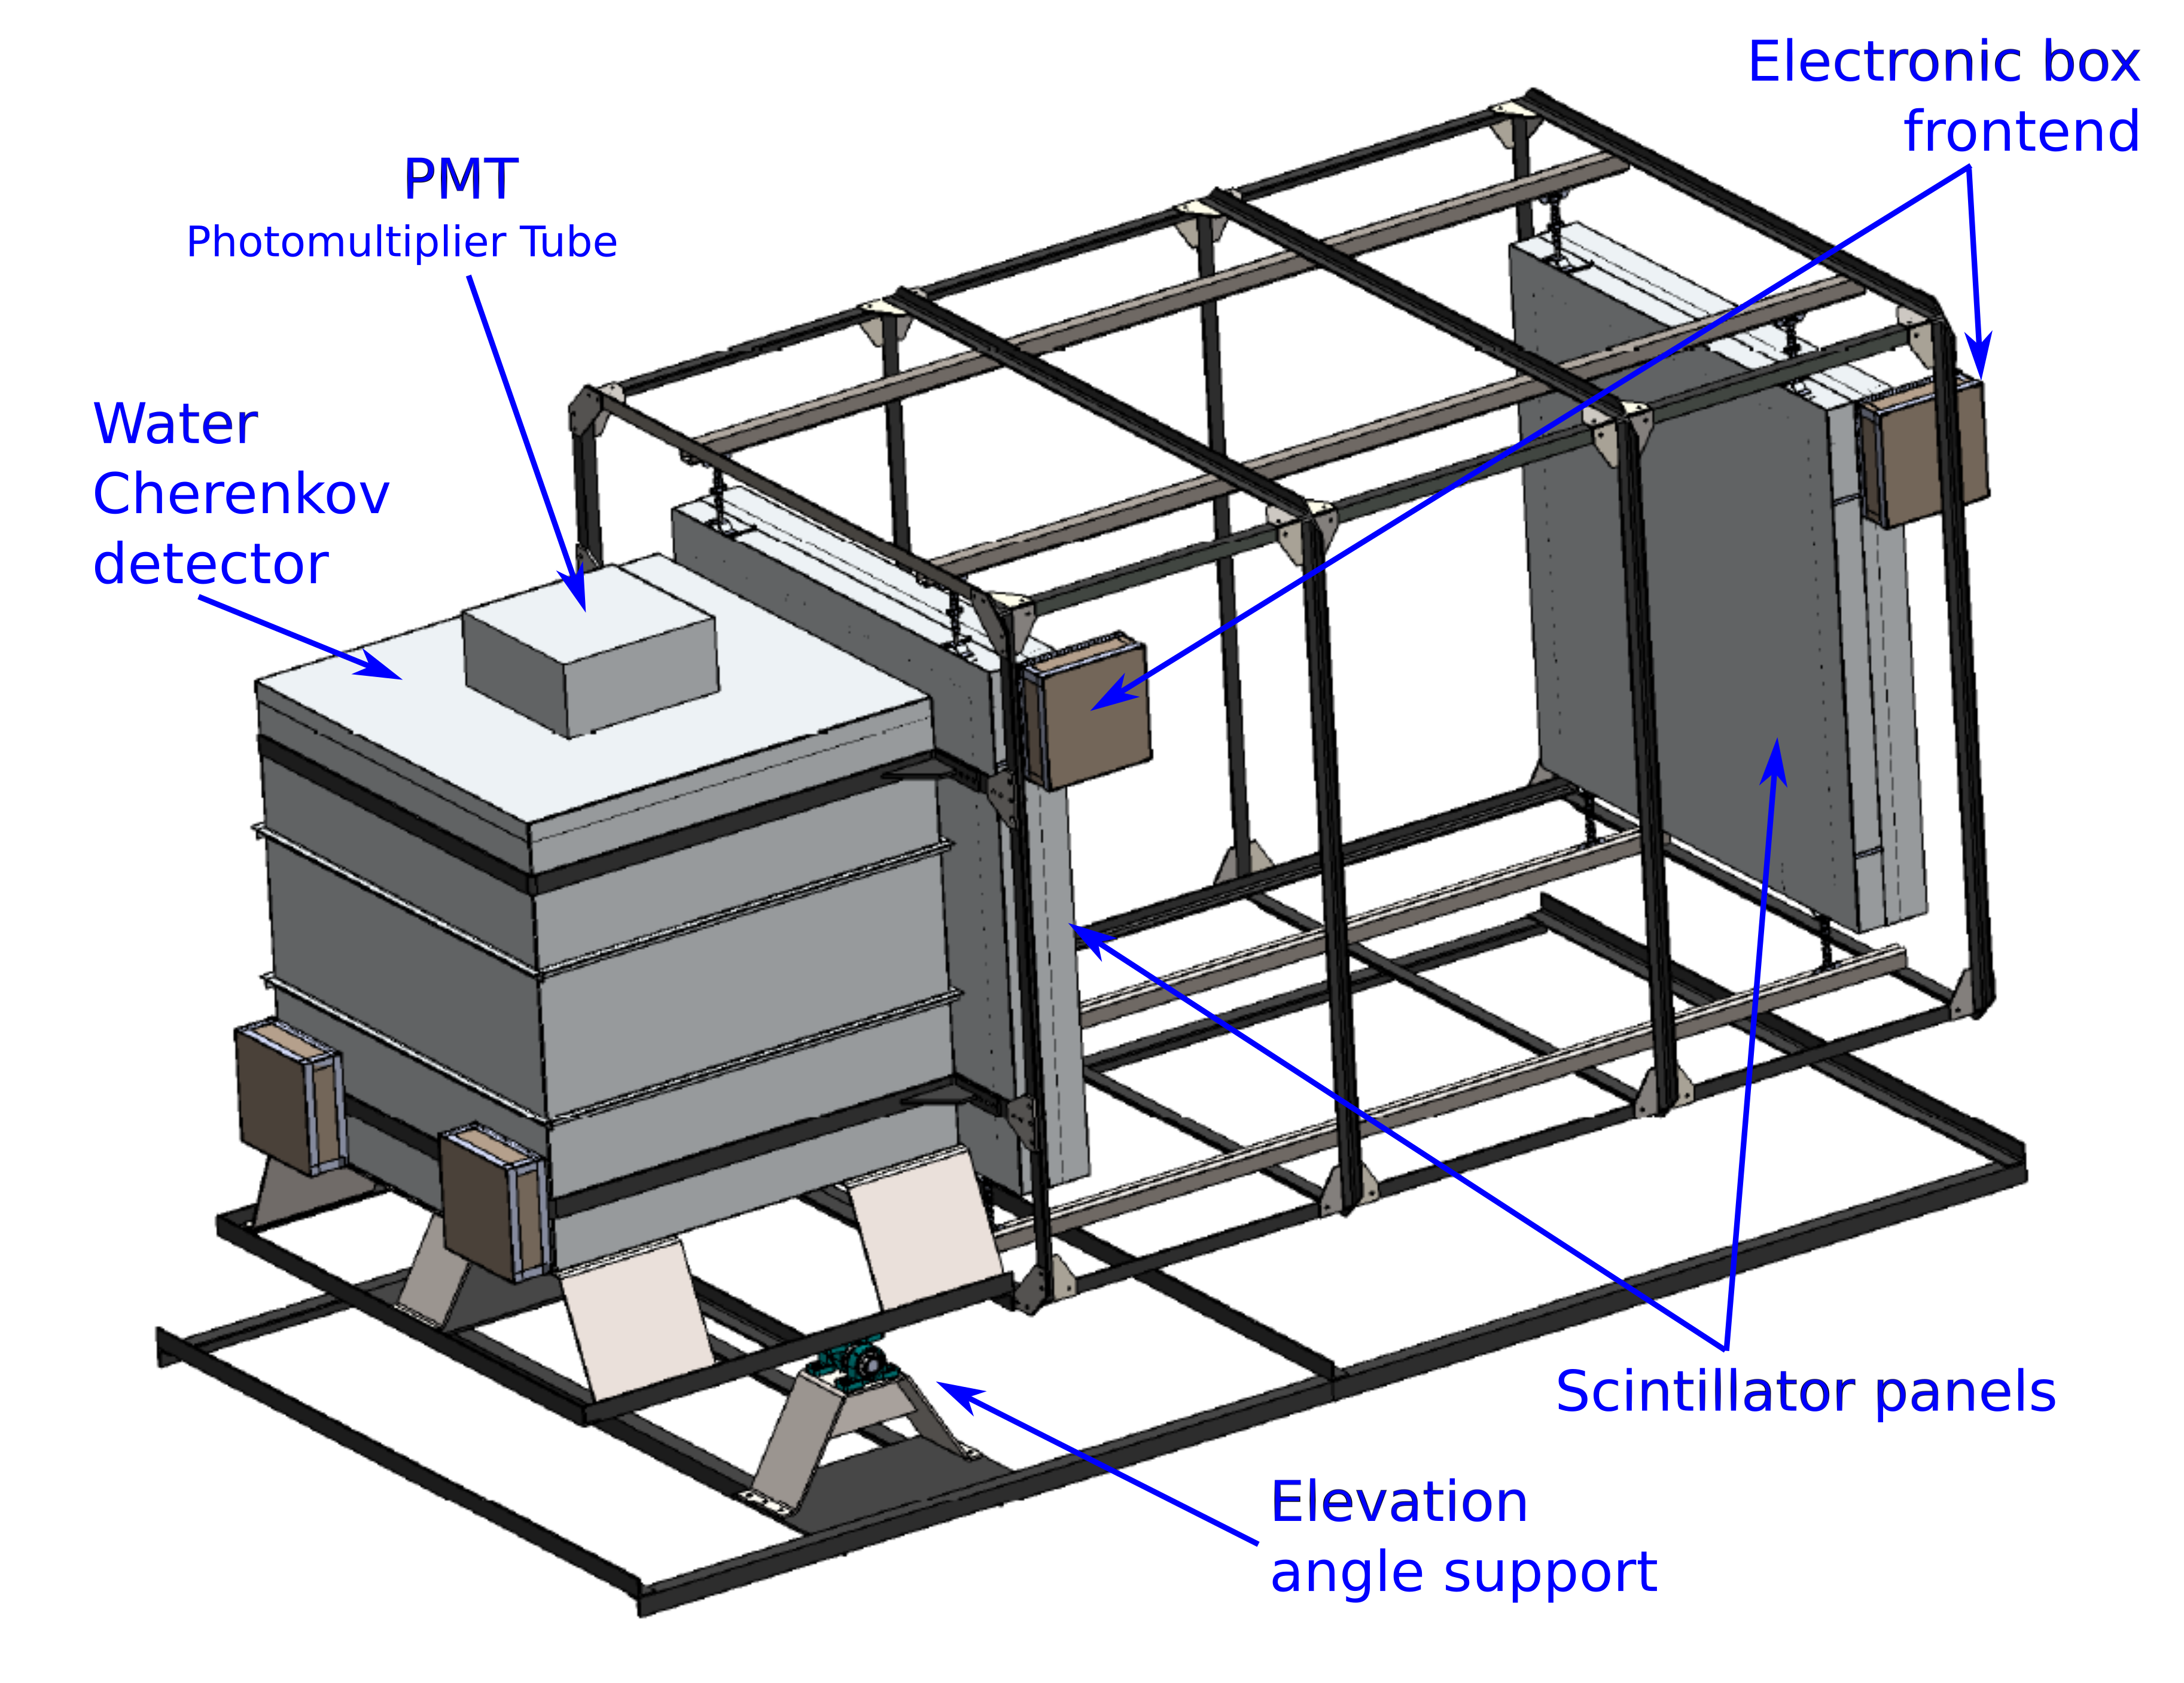 Electronic box
frontend
PMT
Photomultiplier Tube
Water
Cherenkov
detector
Scintillator panels
Elevation
angle support